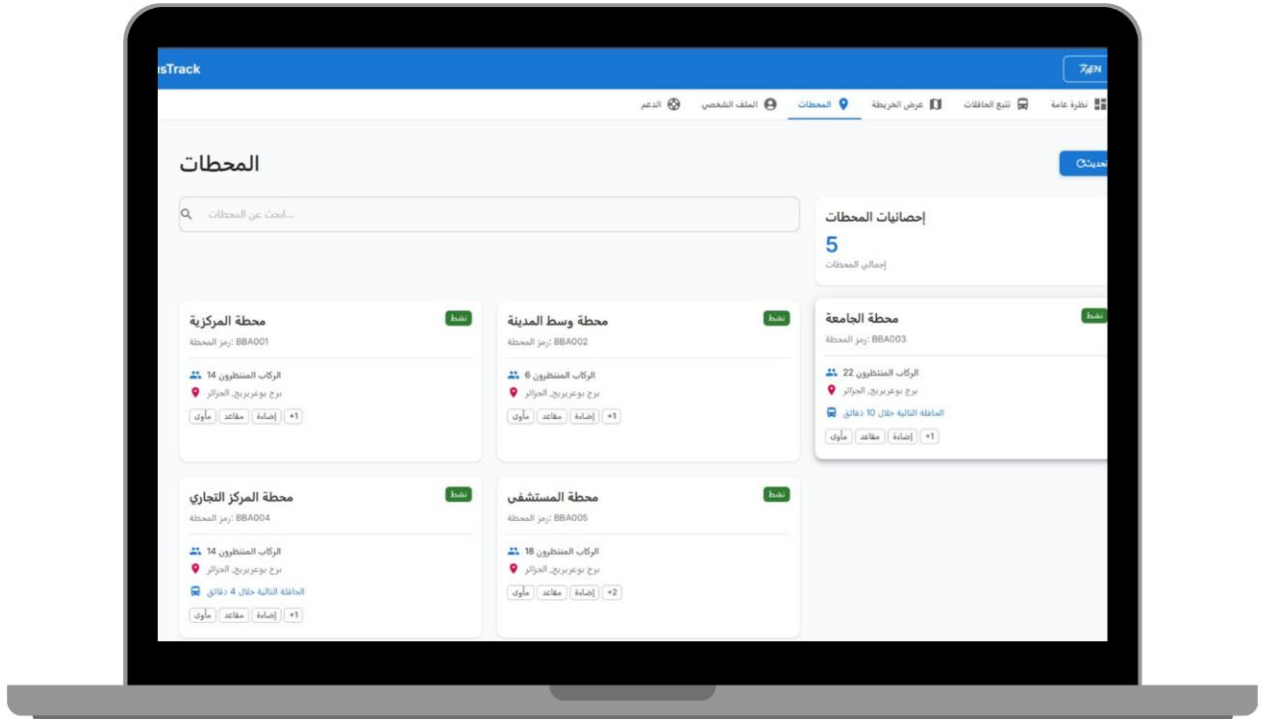 usTrack
EN
نظرة عامة
تتبع الحافلات
عرض الخريطة
المحطات
الملف الشخصي
الدعم
المحطات
تحديث
ابحث عن المحطات...
إحصائيات المحطات
5
إجمالي المحطات
محطة المركزية
نشط
رمز المحطة: BBA001
الركاب المنتظرون 14
برج بوعريريج, الجزائر
مأوى مقاعد إضاءة +1
محطة وسط المدينة
نشط
رمز المحطة: BBA002
الركاب المنتظرون 6
برج بوعريريج, الجزائر
مأوى مقاعد إضاءة +1
محطة الجامعة
نشط
رمز المحطة: BBA003
الركاب المنتظرون 22
برج بوعريريج, الجزائر
الحافلة التالية خلال 10 دقائق
مأوى مقاعد إضاءة +1
محطة المركز التجاري
نشط
رمز المحطة: BBA004
الركاب المنتظرون 14
برج بوعريريج, الجزائر
الحافلة التالية خلال 4 دقائق
مأوى مقاعد إضاءة +1
محطة المستشفى
نشط
رمز المحطة: BBA005
الركاب المنتظرون 18
برج بوعريريج, الجزائر
مأوى مقاعد إضاءة +2